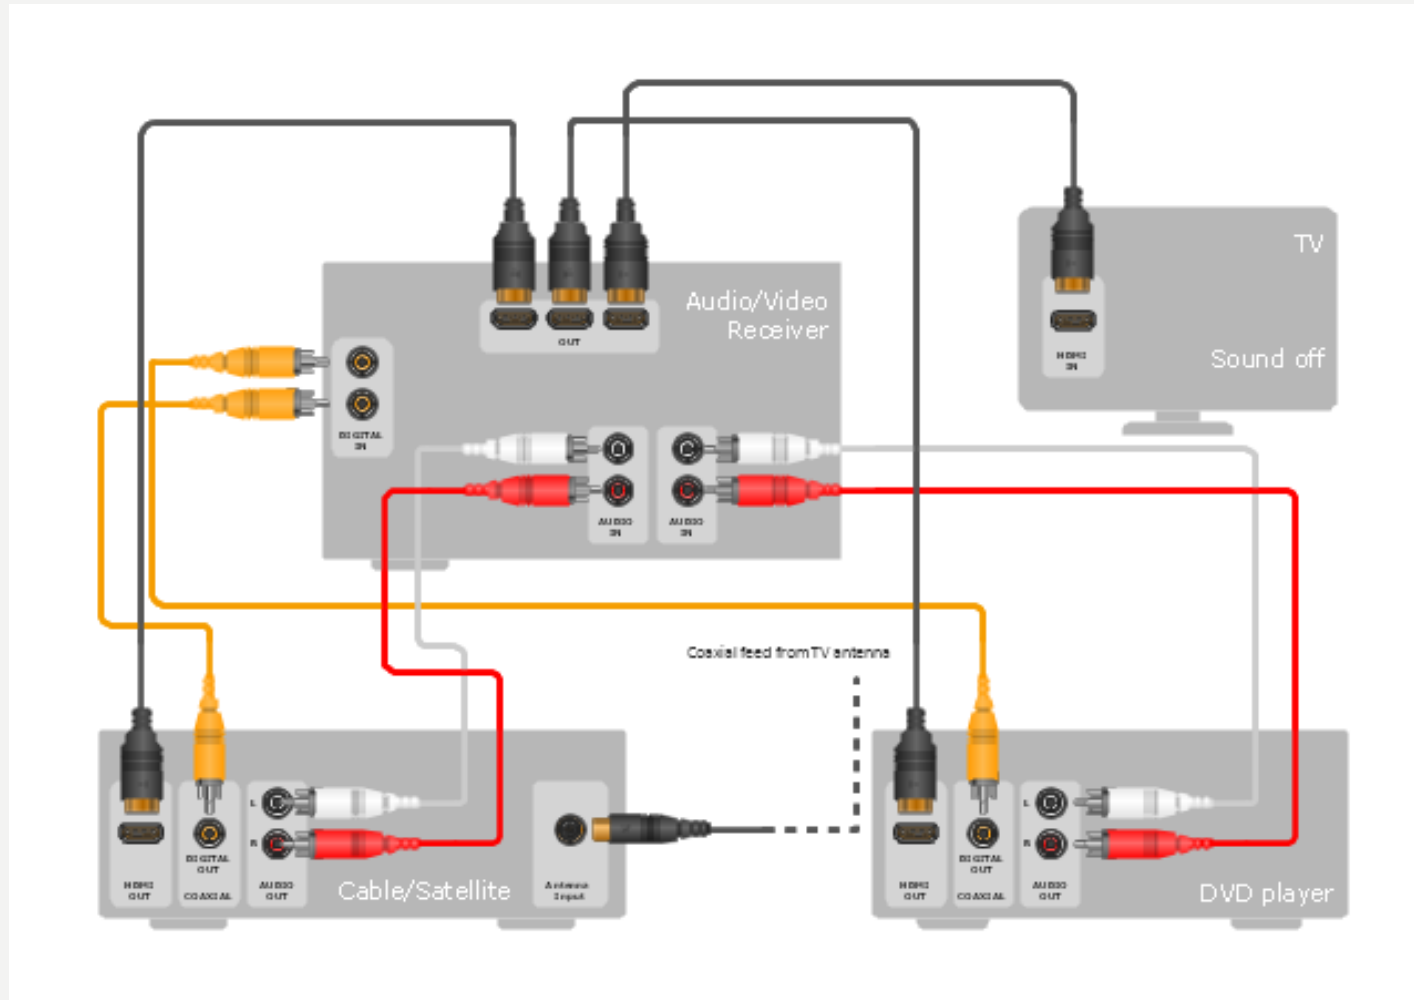 TV
Audio/Video
Receiver
OUT
HDMI
IN
Sound off
DIGITAL
IN
AUDIO
IN
AUDIO
IN
Coaxial feed from TV antenna
L
R
DIGITAL
OUT
COAXIAL
HDMI
OUT
AUDIO
OUT
Cable/Satellite
Antenna
Input
L
R
DIGITAL
OUT
COAXIAL
HDMI
OUT
AUDIO
OUT
DVD player